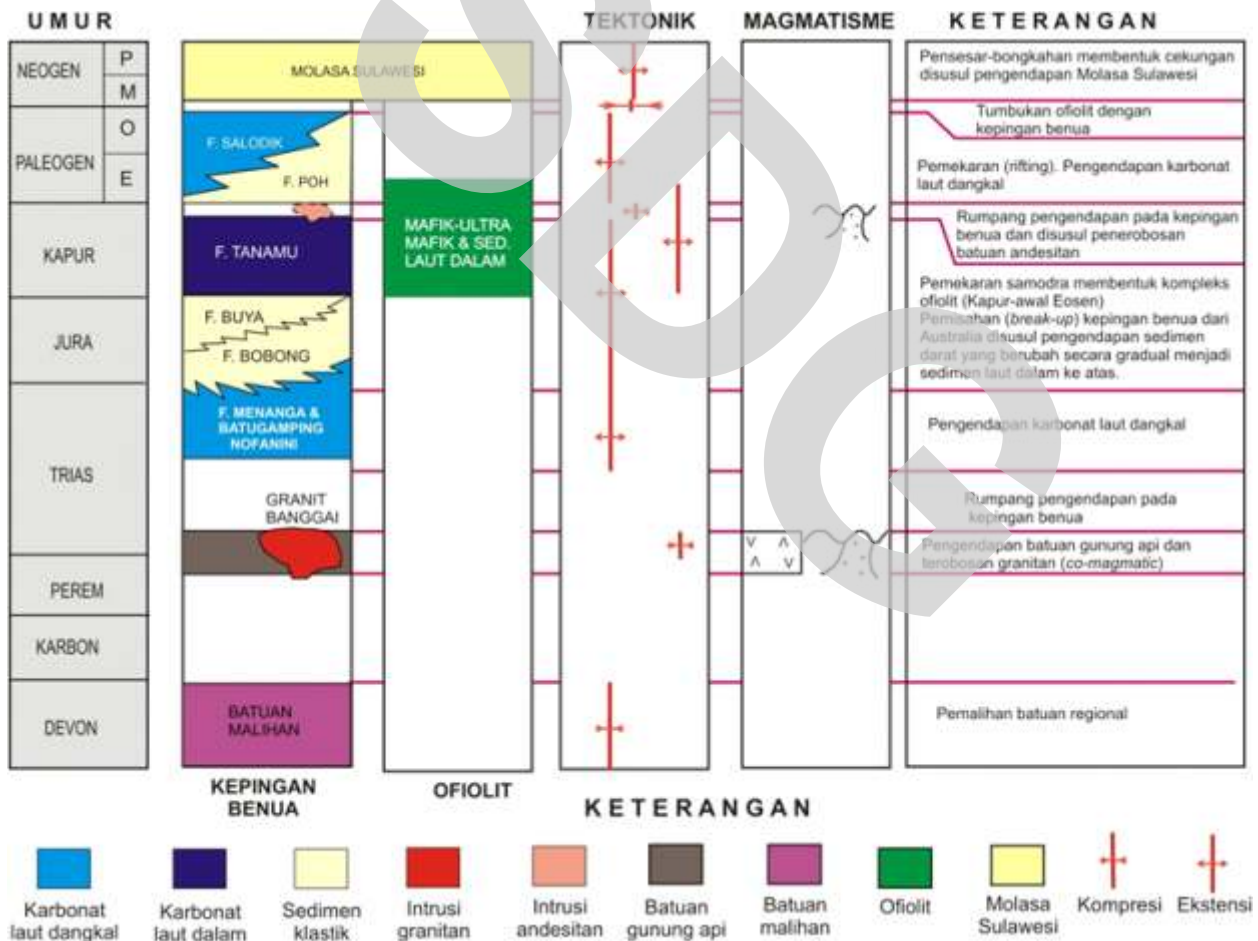 UMUR
TEKTONIK
MAGMATISME
KETERANGAN
NEOGEN
P
M
PALEOGEN
O
E
KAPUR
JURA
TRIAS
PEREM
KARBON
DEVON
MOLASA SULAWESI
F. SALODIK
F. POH
F. TANAMU
F. BUYA
F. BOBONG
F. MENANGA &
BATUGAMPING
NOFANINI
GRANIT
BANGGAI
BATUAN
MALIHAN
KEPINGAN
BENUA
MAFIK-ULTRA
MAFIK & SED.
LAUT DALAM
OFIOLIT
V Λ
Λ V
Pensesar-bongkahan membentuk cekungan
disusul pengendapan Molasa Sulawesi
Tumbukan ofiolit dengan
kepingan benua
Pemekaran (rifting). Pengendapan karbonat
laut dangkal
Rumpang pengendapan pada kepingan
benua dan disusul penerobosan
batuan andesitan
Pemekaran samodra membentuk kompleks
ofiolit (Kapur-awal Eosen)
Pemisahan (break-up) kepingan benua dari
Australia disusul pengendapan sedimen
darat yang berubah secara gradual menjadi
sedimen laut dalam ke atas.
Pengendapan karbonat laut dangkal
Rumpang pengendapan pada
kepingan benua
Pengendapan batuan gunung api dan
terobosan granitan (co-magmatic)
Pemalihan batuan regional
KETERANGAN
Karbonat
laut dangkal
Karbonat
laut dalam
Sedimen
klastik
Intrusi
granitan
Intrusi
andesitan
Batuan
gunung api
Batuan
malihan
Ofiolit
Molasa
Sulawesi
Kompresi
Ekstensi